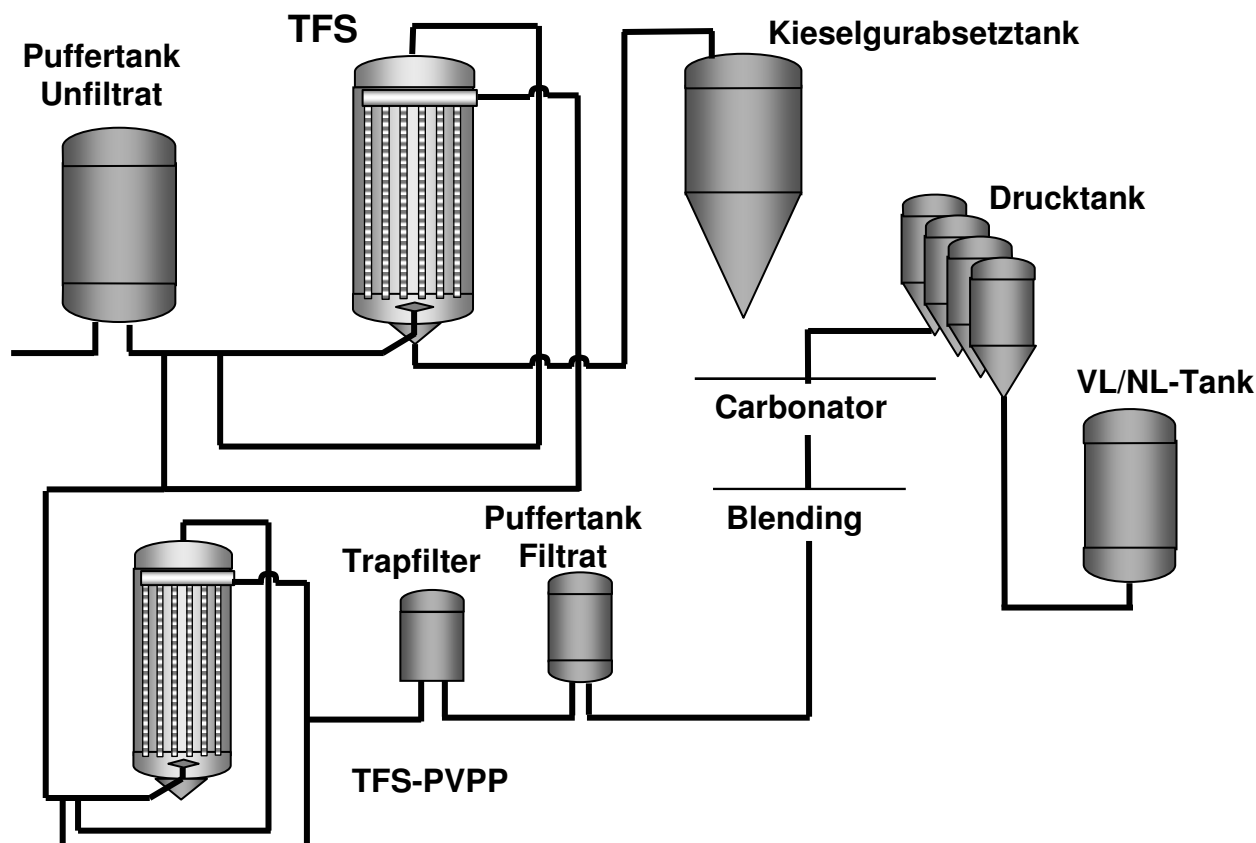 TFS
Puffertank
Unfiltrat
Kieselgurabsetztank
Drucktank
VL/NL-Tank
Carbonator
Blending
Puffertank
Filtrat
Trapfilter
TFS-PVPP